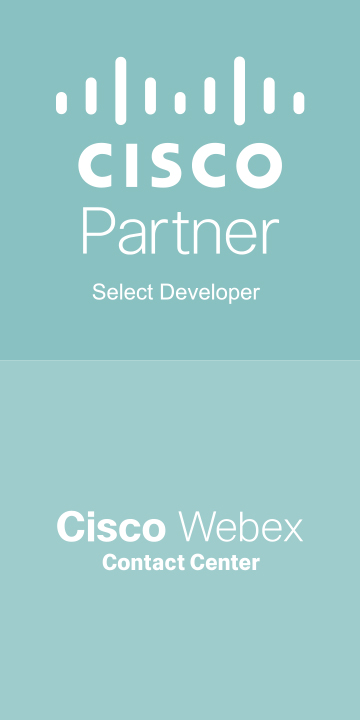 CISCO
Partner
Select Developer
Cisco Webex
Contact Center